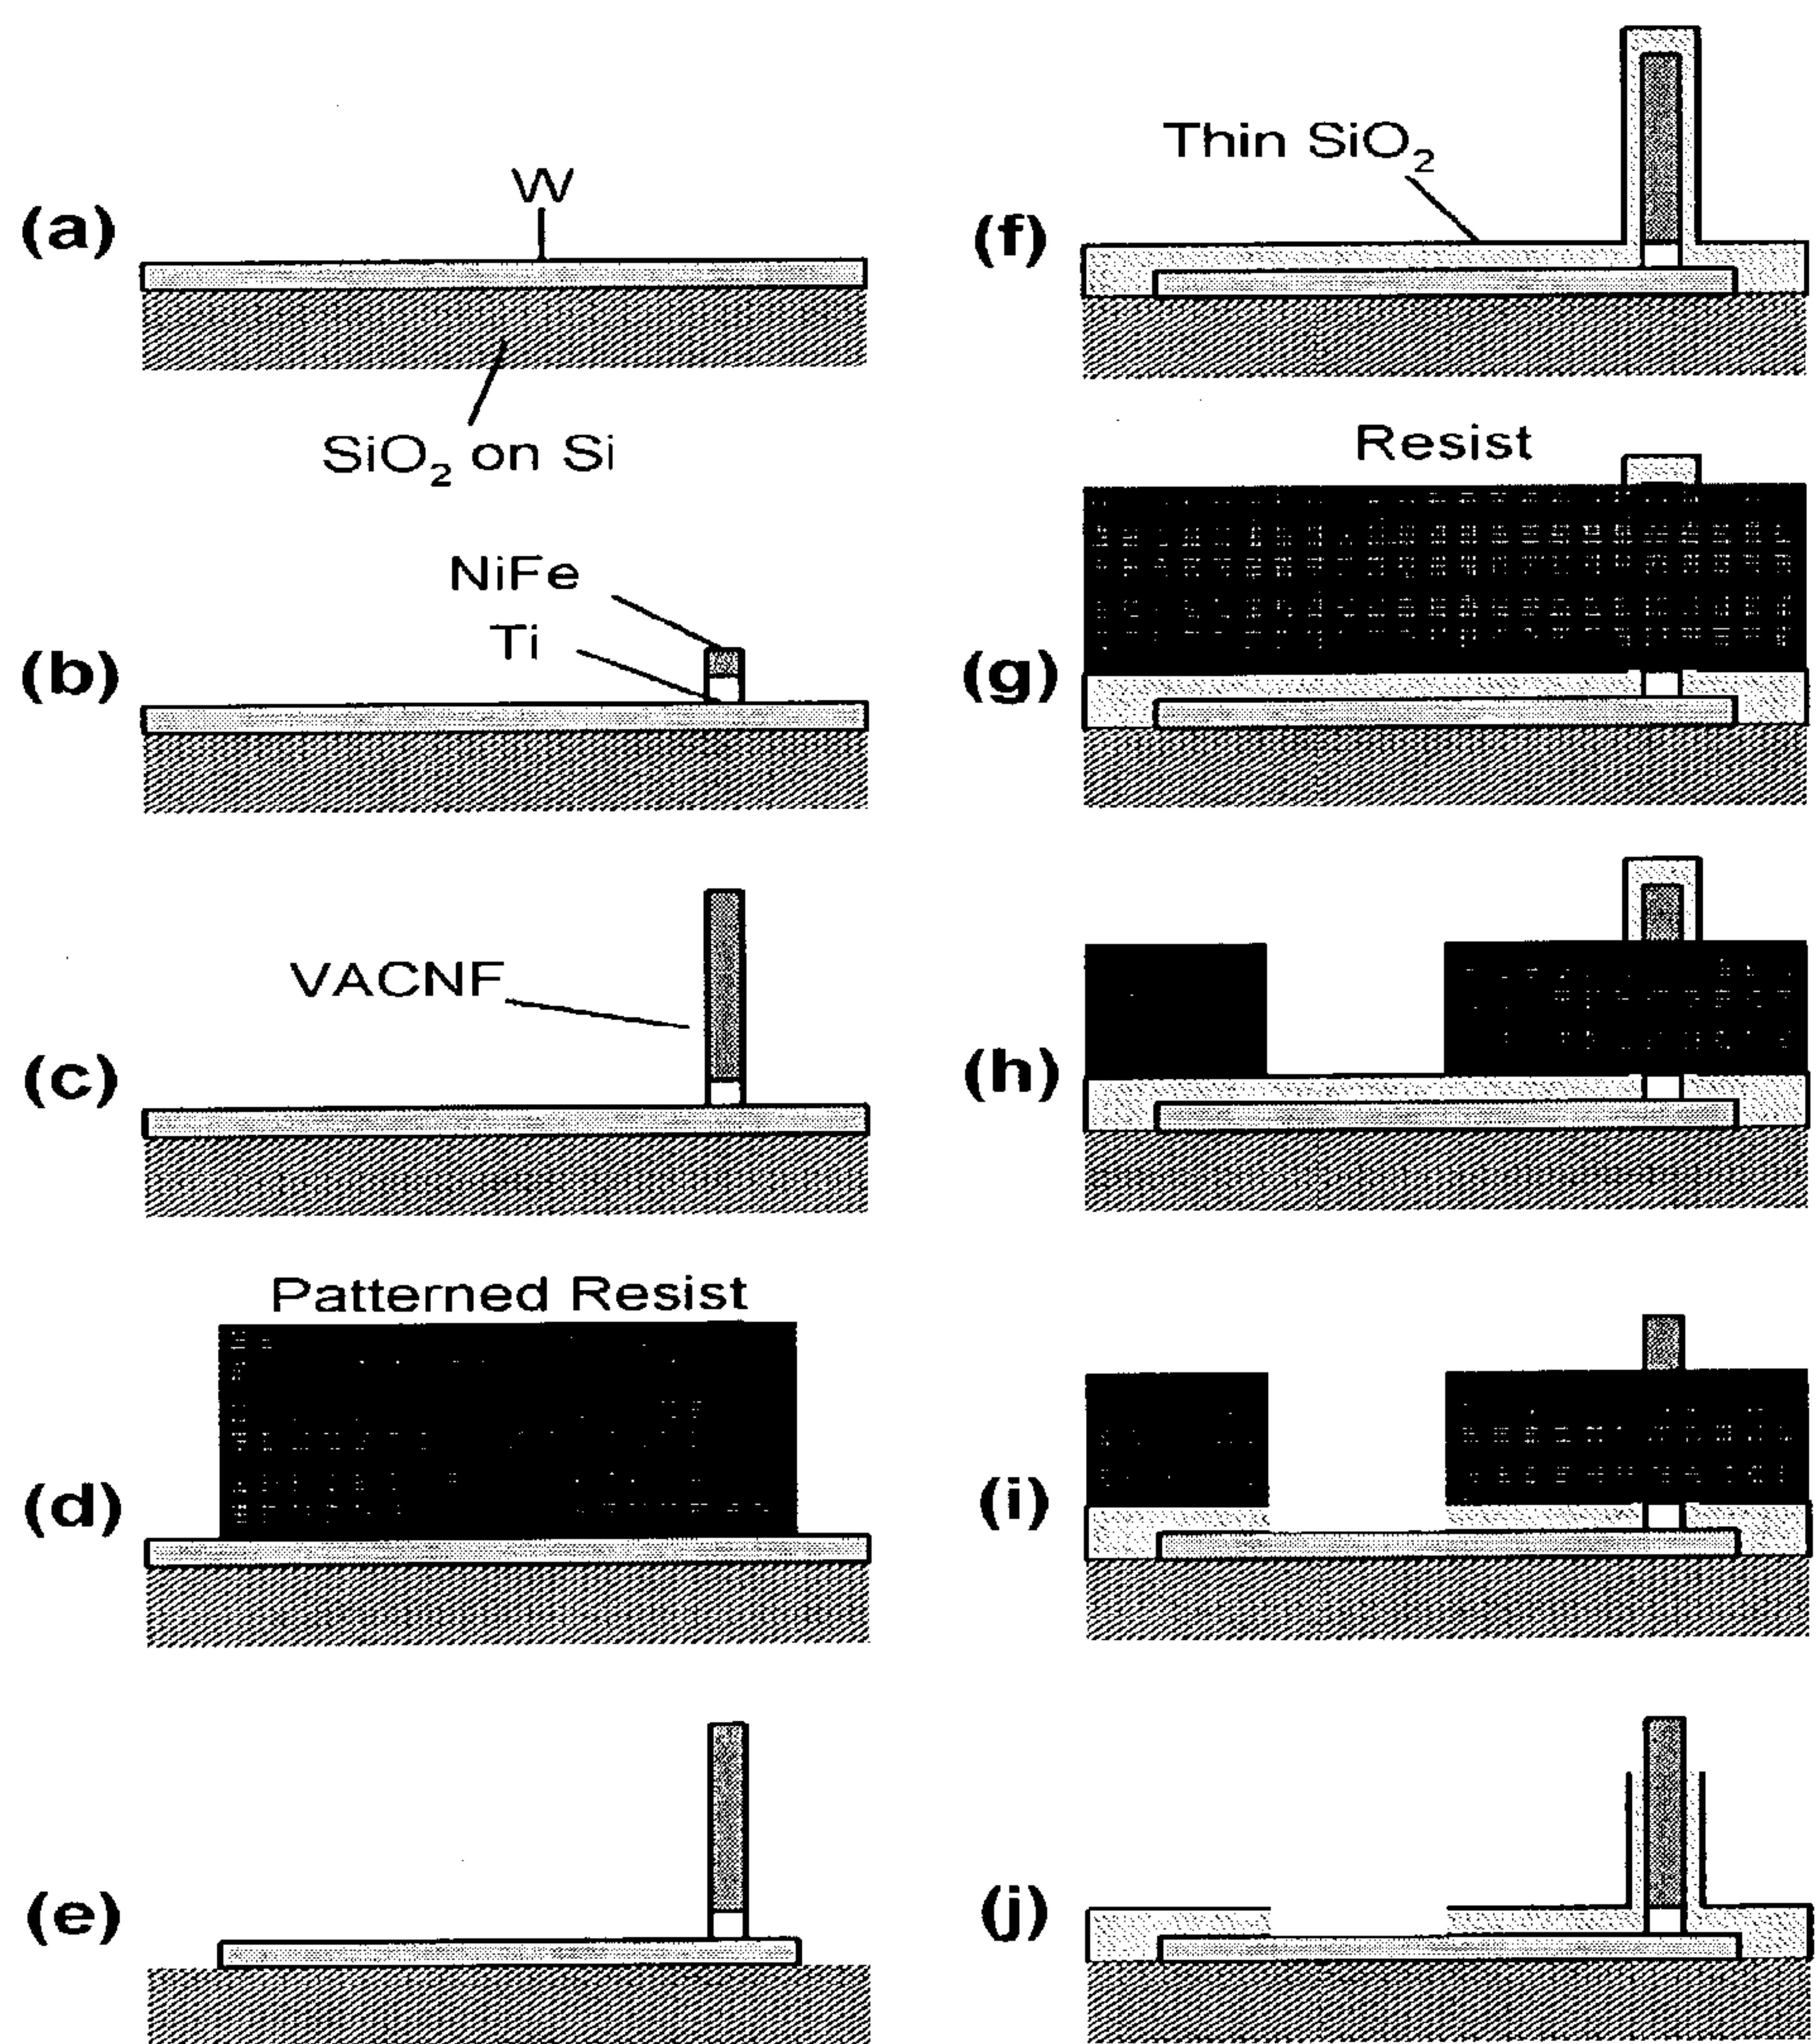 (a)
W
SiO₂ on Si
(b)
NiFe
Ti
(c)
VACNF
(d)
Patterned Resist
(e)
(f)
Thin SiO₂
(g)
Resist
(h)
(i)
(j)